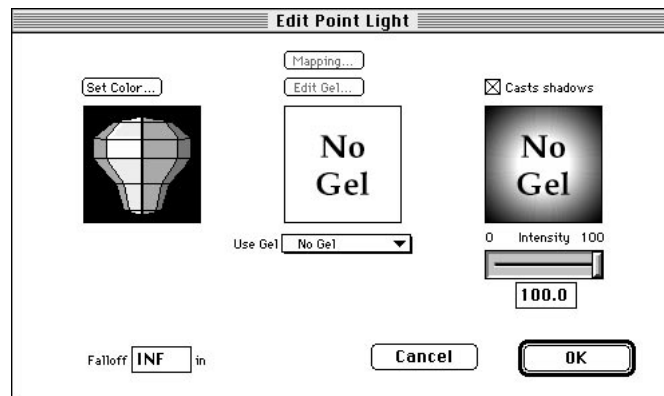 Edit Point Light
Mapping...
Set Color...
Edit Gel...
Casts shadows
No
Gel
No
Gel
Use Gel No Gel
0 Intensity 100
100.0
Falloff INF in
Cancel
OK